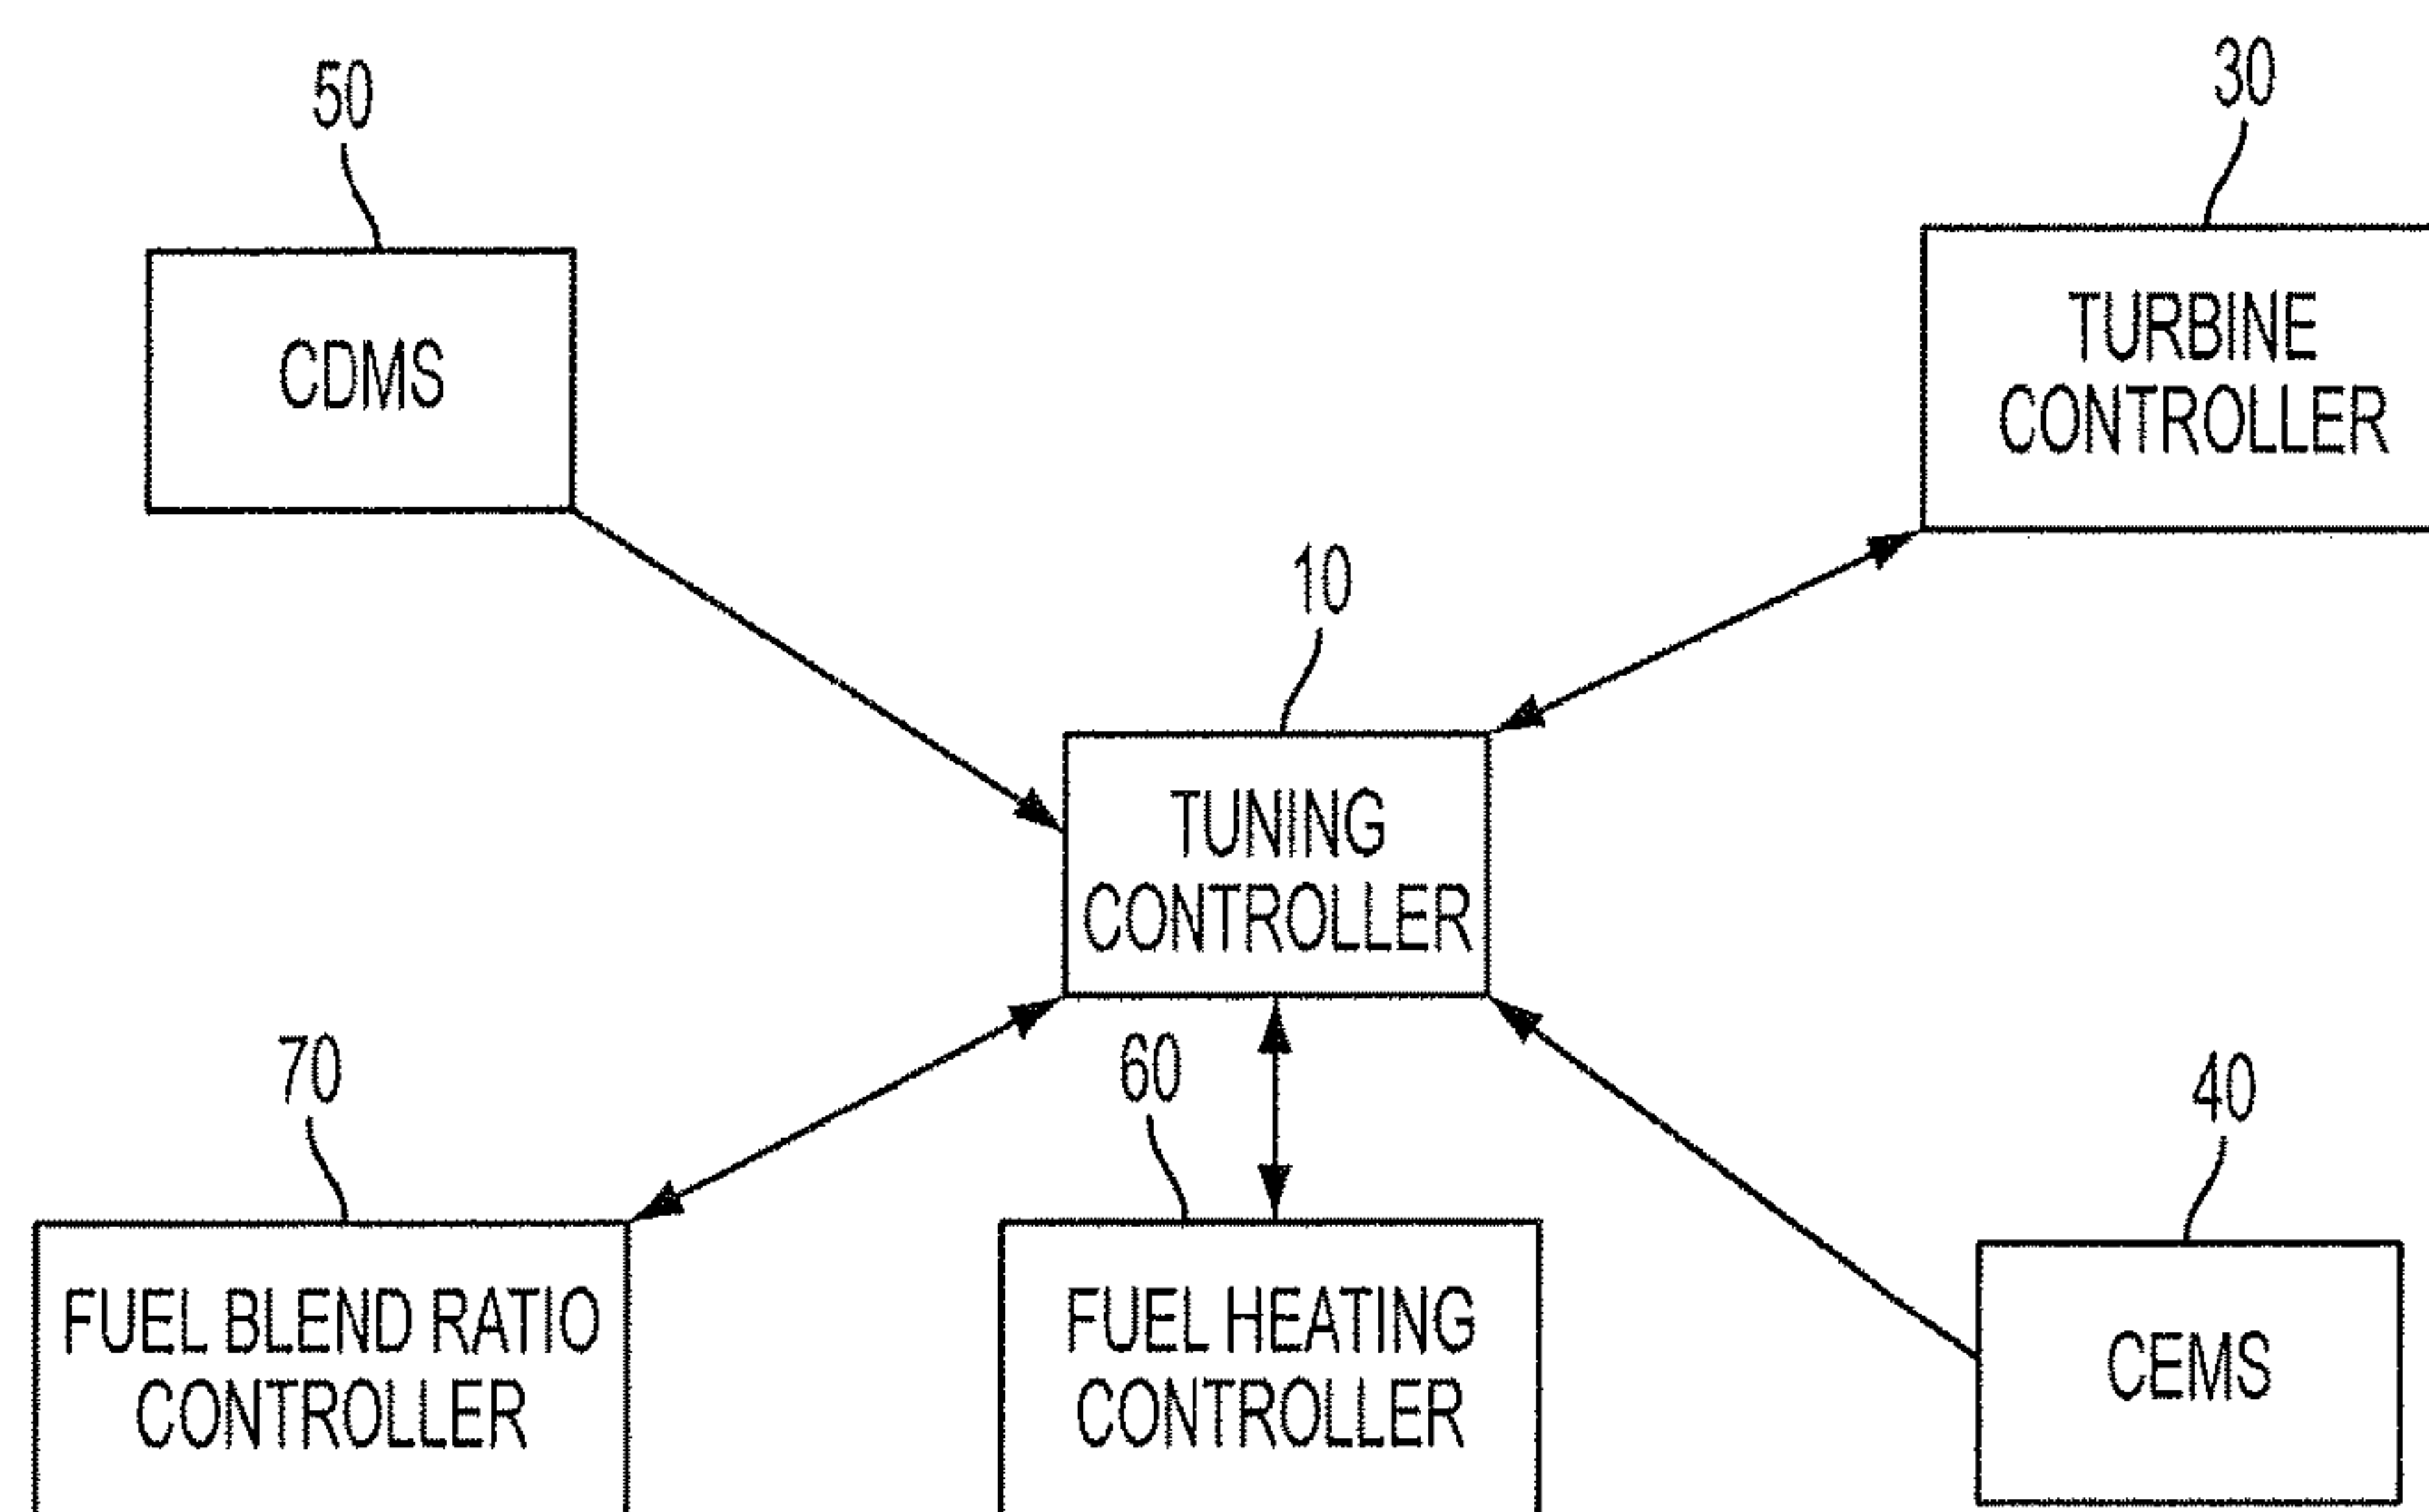 50
30
CDMS
TURBINE
CONTROLLER
10
TUNING
CONTROLLER
70
60
40
FUEL BLEND RATIO
CONTROLLER
FUEL HEATING
CONTROLLER
CEMS